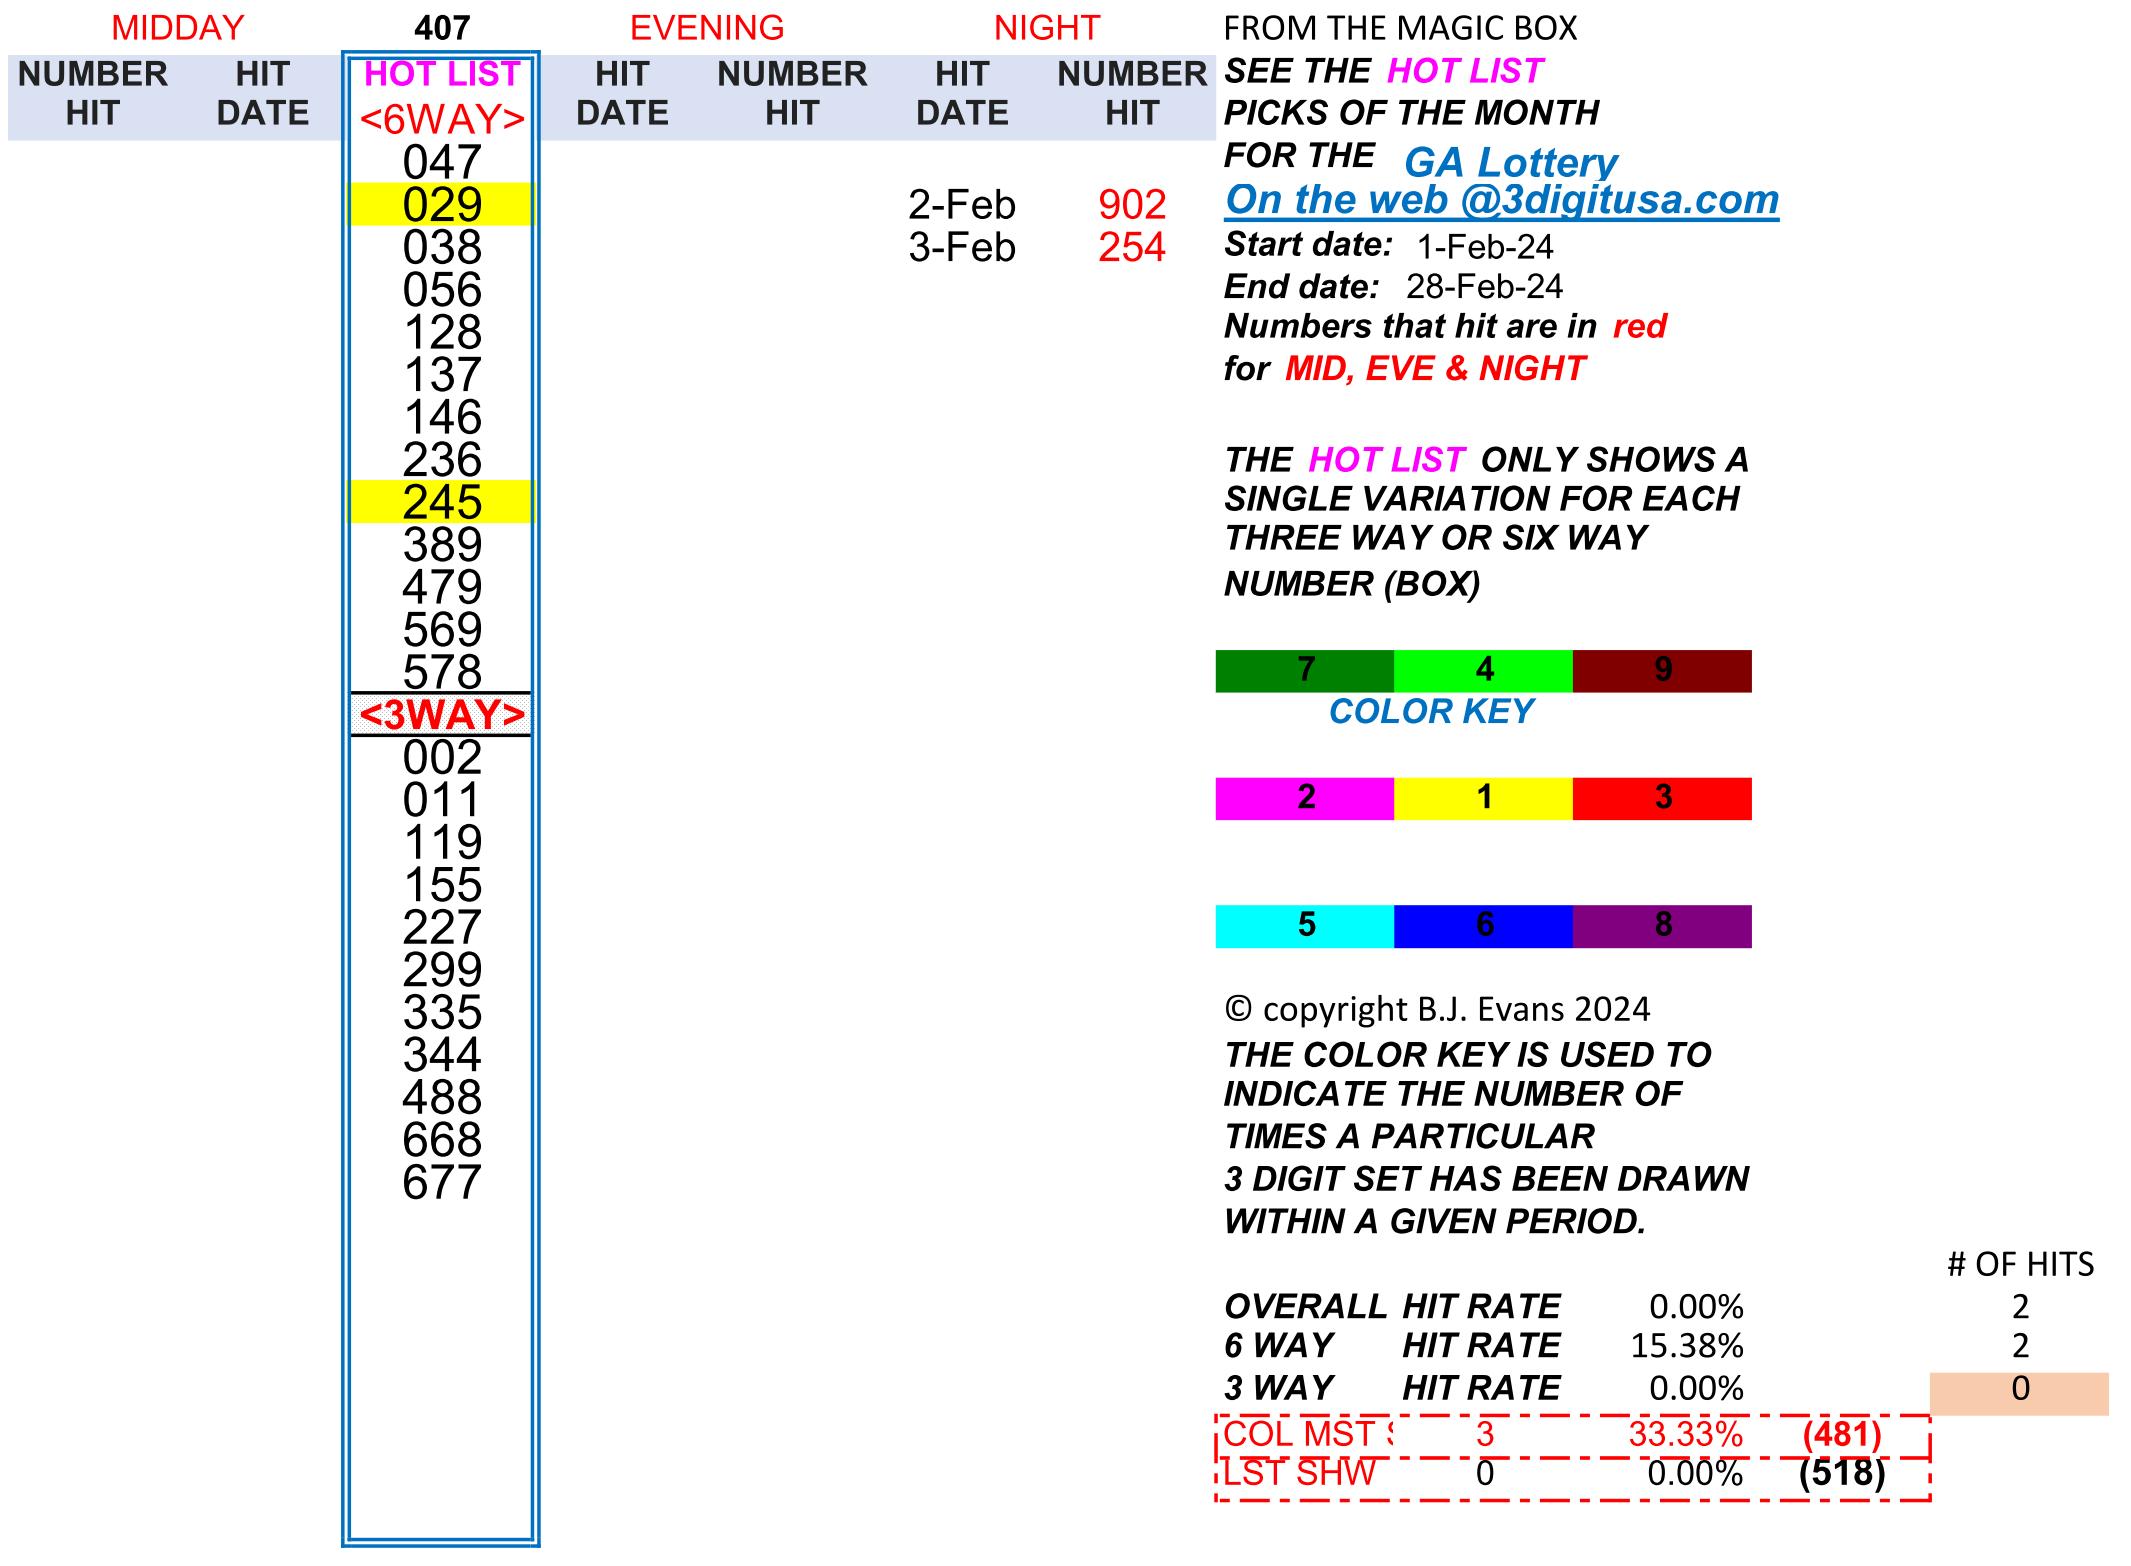 MIDDAY 407 EVENING NIGHT FROM THE MAGIC BOX
NUMBER HIT HOT LIST HIT NUMBER HIT NUMBER SEE THE HOT LIST
HIT DATE <6WAY> DATE HIT DATE HIT PICKS OF THE MONTH
047 FOR THE GA Lottery
029 2-Feb 902 On the web @3digitusa.com
038 3-Feb 254 Start date: 1-Feb-24
056 End date: 28-Feb-24
128 Numbers that hit are in red
137 for MID, EVE & NIGHT
146
236 THE HOT LIST ONLY SHOWS A
245 SINGLE VARIATION FOR EACH
389 THREE WAY OR SIX WAY
479 NUMBER (BOX)
569
578 7 4 9
<3WAY> COLOR KEY
002
011 2 1 3
119
155
227 5 6 8
299
335 © copyright B.J. Evans 2024
344 THE COLOR KEY IS USED TO
488 INDICATE THE NUMBER OF
668 TIMES A PARTICULAR
677 3 DIGIT SET HAS BEEN DRAWN
WITHIN A GIVEN PERIOD.
# OF HITS
OVERALL HIT RATE 0.00% 2
6 WAY HIT RATE 15.38% 2
3 WAY HIT RATE 0.00% 0
COL MST 3 33.33% (481)
LST SHW 0 0.00% (518)